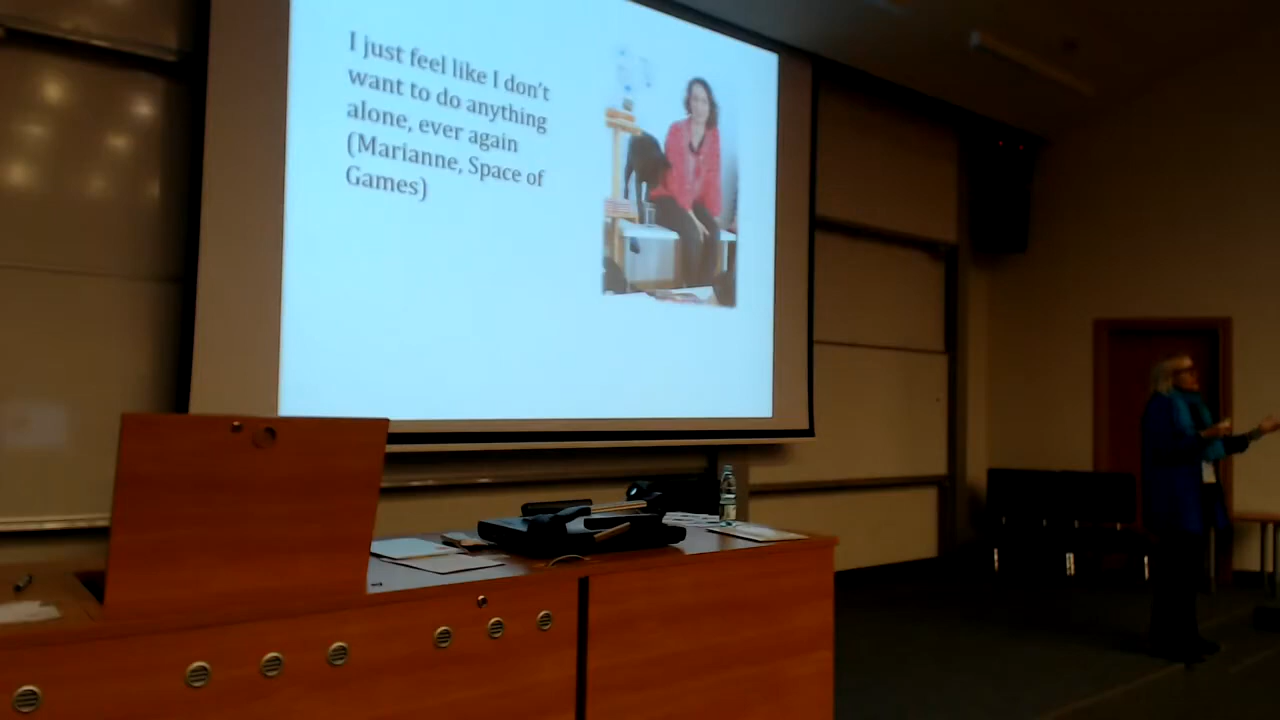 I just feel like I don't
want to do anything
alone, ever again
(Marianne, Space of
Games)